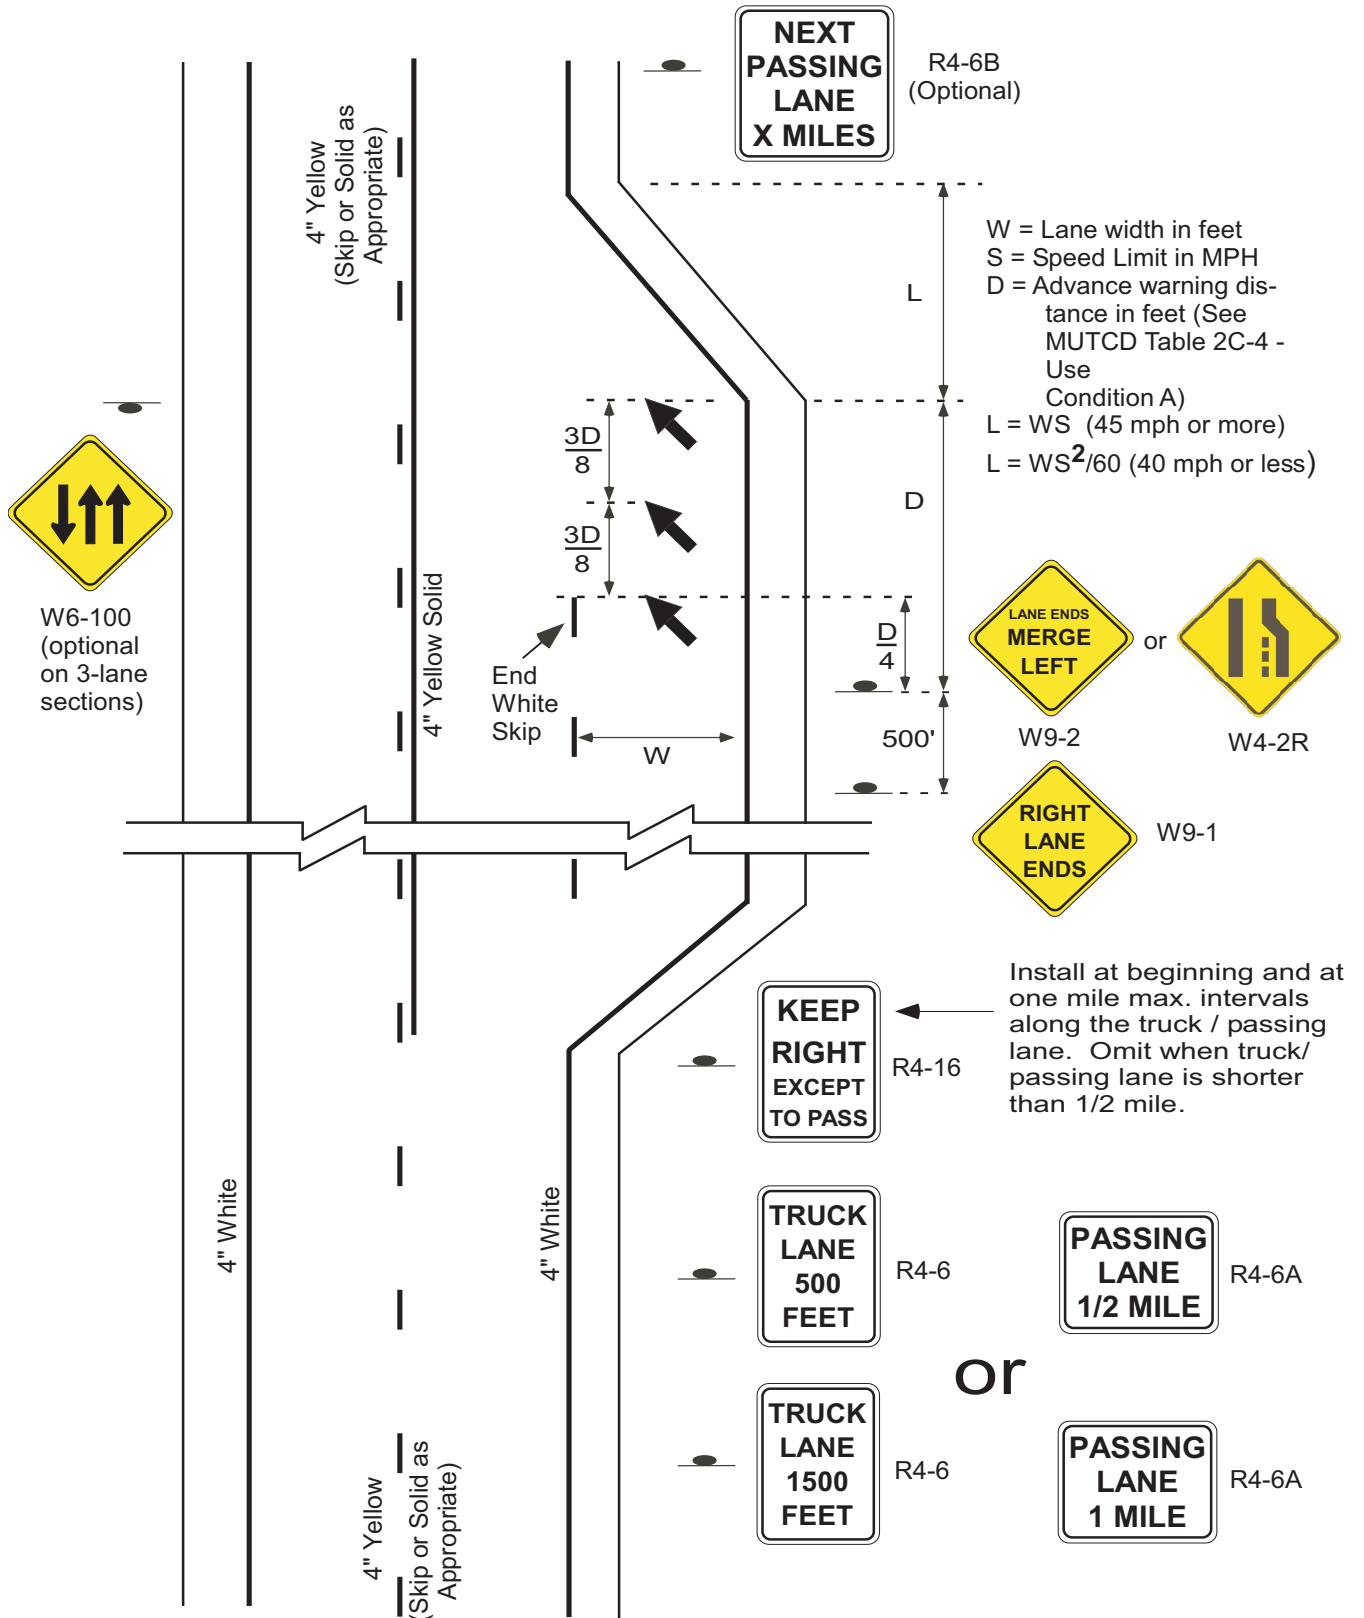 NEXT
PASSING
LANE
X MILES
R4-6B
(Optional)
4" Yellow
(Skip or Solid as
Appropriate)
L
W = Lane width in feet
S = Speed Limit in MPH
D = Advance warning dis-
tance in feet (See
MUTCD Table 2C-4 -
Use
Condition A)
L = WS (45 mph or more)
L = WS²/60 (40 mph or less)
3D
8
3D
8
D
W6-100
(optional
on 3-lane
sections)
4" Yellow Solid
End
White
Skip
W
D
4
500'
LANE ENDS
MERGE
LEFT
or
W9-2
W4-2R
RIGHT
LANE
ENDS
W9-1
KEEP
RIGHT
EXCEPT
TO PASS
R4-16
Install at beginning and at
one mile max. intervals
along the truck / passing
lane. Omit when truck/
passing lane is shorter
than 1/2 mile.
4" White
4" White
TRUCK
LANE
500
FEET
R4-6
PASSING
LANE
1/2 MILE
R4-6A
or
TRUCK
LANE
1500
FEET
R4-6
PASSING
LANE
1 MILE
R4-6A
4" Yellow
(Skip or Solid as
Appropriate)